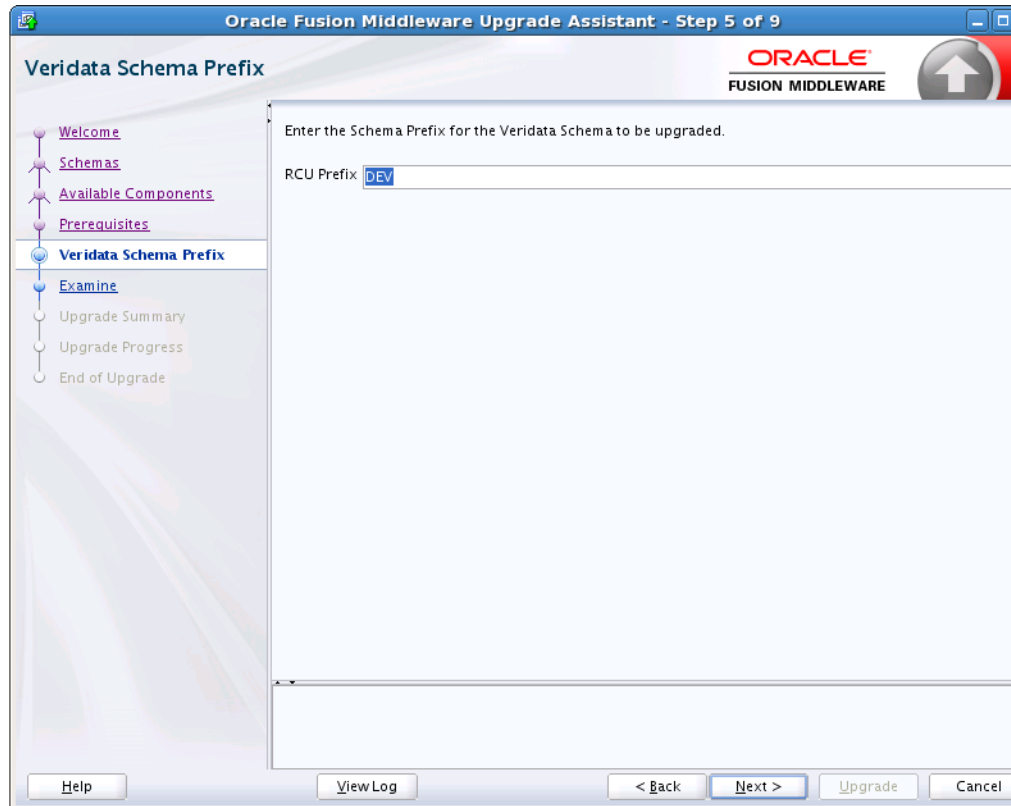 Oracle Fusion Middleware Upgrade Assistant - Step 5 of 9
Veridata Schema Prefix
ORACLE
FUSION MIDDLEWARE
Welcome
Schemas
Available Components
Prerequisites
Veridata Schema Prefix
Examine
Upgrade Summary
Upgrade Progress
End of Upgrade
Enter the Schema Prefix for the Veridata Schema to be upgraded.
RCU Prefix DEV
Help View Log < Back Next > Upgrade Cancel